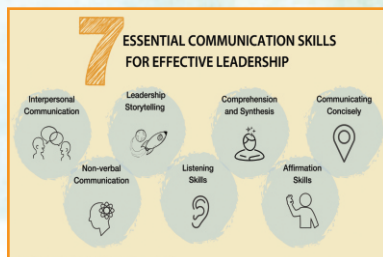 7 ESSENTIAL COMMUNICATION SKILLS
FOR EFFECTIVE LEADERSHIP
Interpersonal
Communication
Leadership
Storytelling
Comprehension
and Synthesis
Communicating
Concisely
Non-verbal
Communication
Listening
Skills
Affirmation
Skills